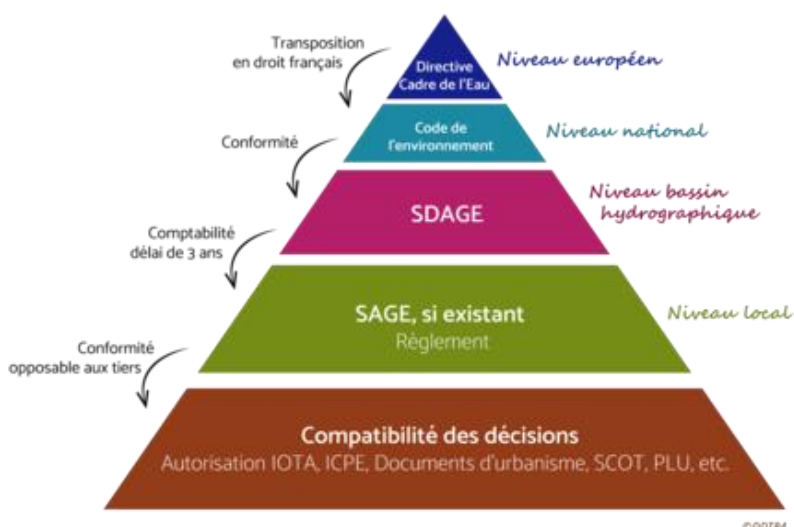 Transposition
en droit français
Directive
Cadre de l'Eau
Niveau européen
Conformité
Code de
l'environnement
Niveau national
SDAGE
Niveau bassin
hydrographique
Comptabilité
délai de 3 ans
SAGE, si existant
Règlement
Niveau local
Conformité
opposable aux tiers
Compatibilité des décisions
Autorisation IOTA, ICPE, Documents d'urbanisme, SCOT, PLU, etc.